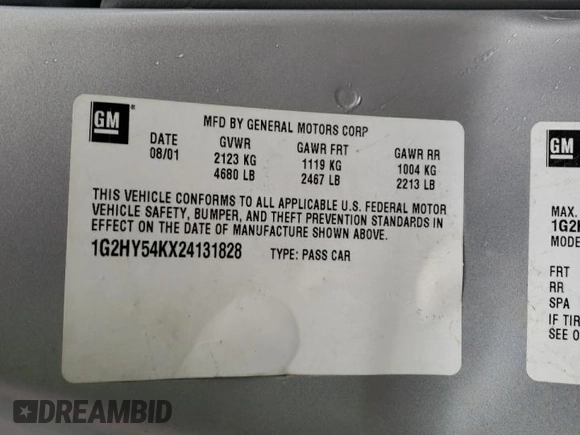 GM
MFD BY GENERAL MOTORS CORP
DATE GVWR GAWR FRT GAWR RR
08/01 2123 KG 1119 KG 1004 KG
4680 LB 2467 LB 2213 LB
THIS VEHICLE CONFORMS TO ALL APPLICABLE U.S. FEDERAL MOTOR
VEHICLE SAFETY, BUMPER, AND THEFT PREVENTION STANDARDS IN
EFFECT ON THE DATE OF MANUFACTURE SHOWN ABOVE.
1G2HY54KX24131828 TYPE: PASS CAR
GM
MAX.
MODE
FRT
RR
SPA
IF TIR
SEE O
DREAMBID